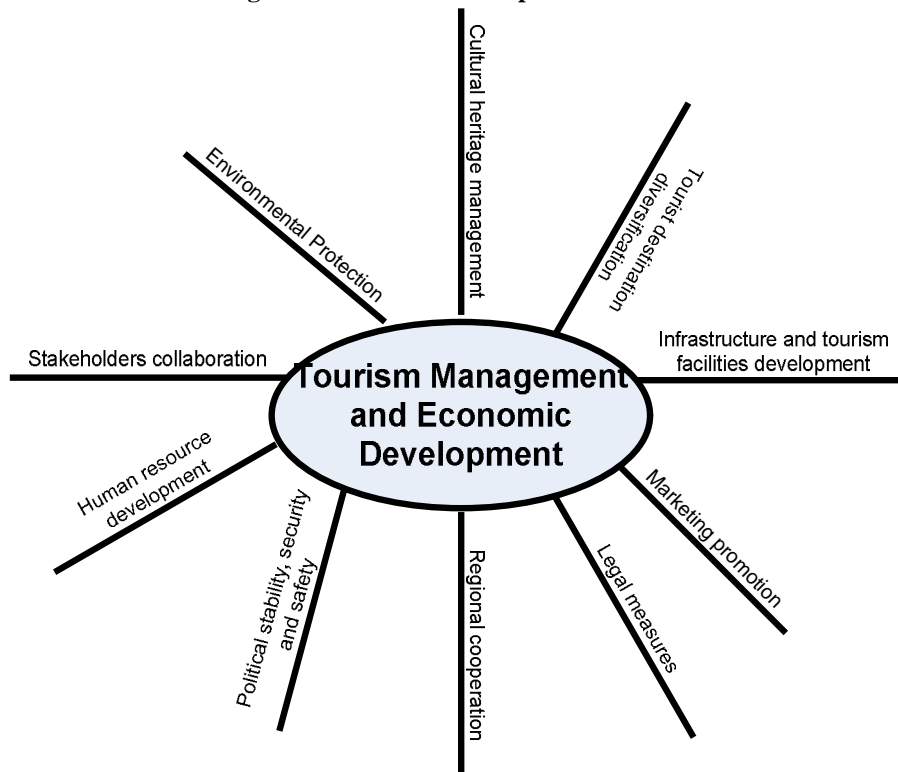 Cultural heritage management
Tourist destination
diversification
Environmental Protection
Infrastructure and tourism
facilities development
Stakeholders collaboration
Tourism Management
and Economic
Development
Human resource
development
Marketing promotion
Political stability, security
and safety
Regional cooperation
Legal measures